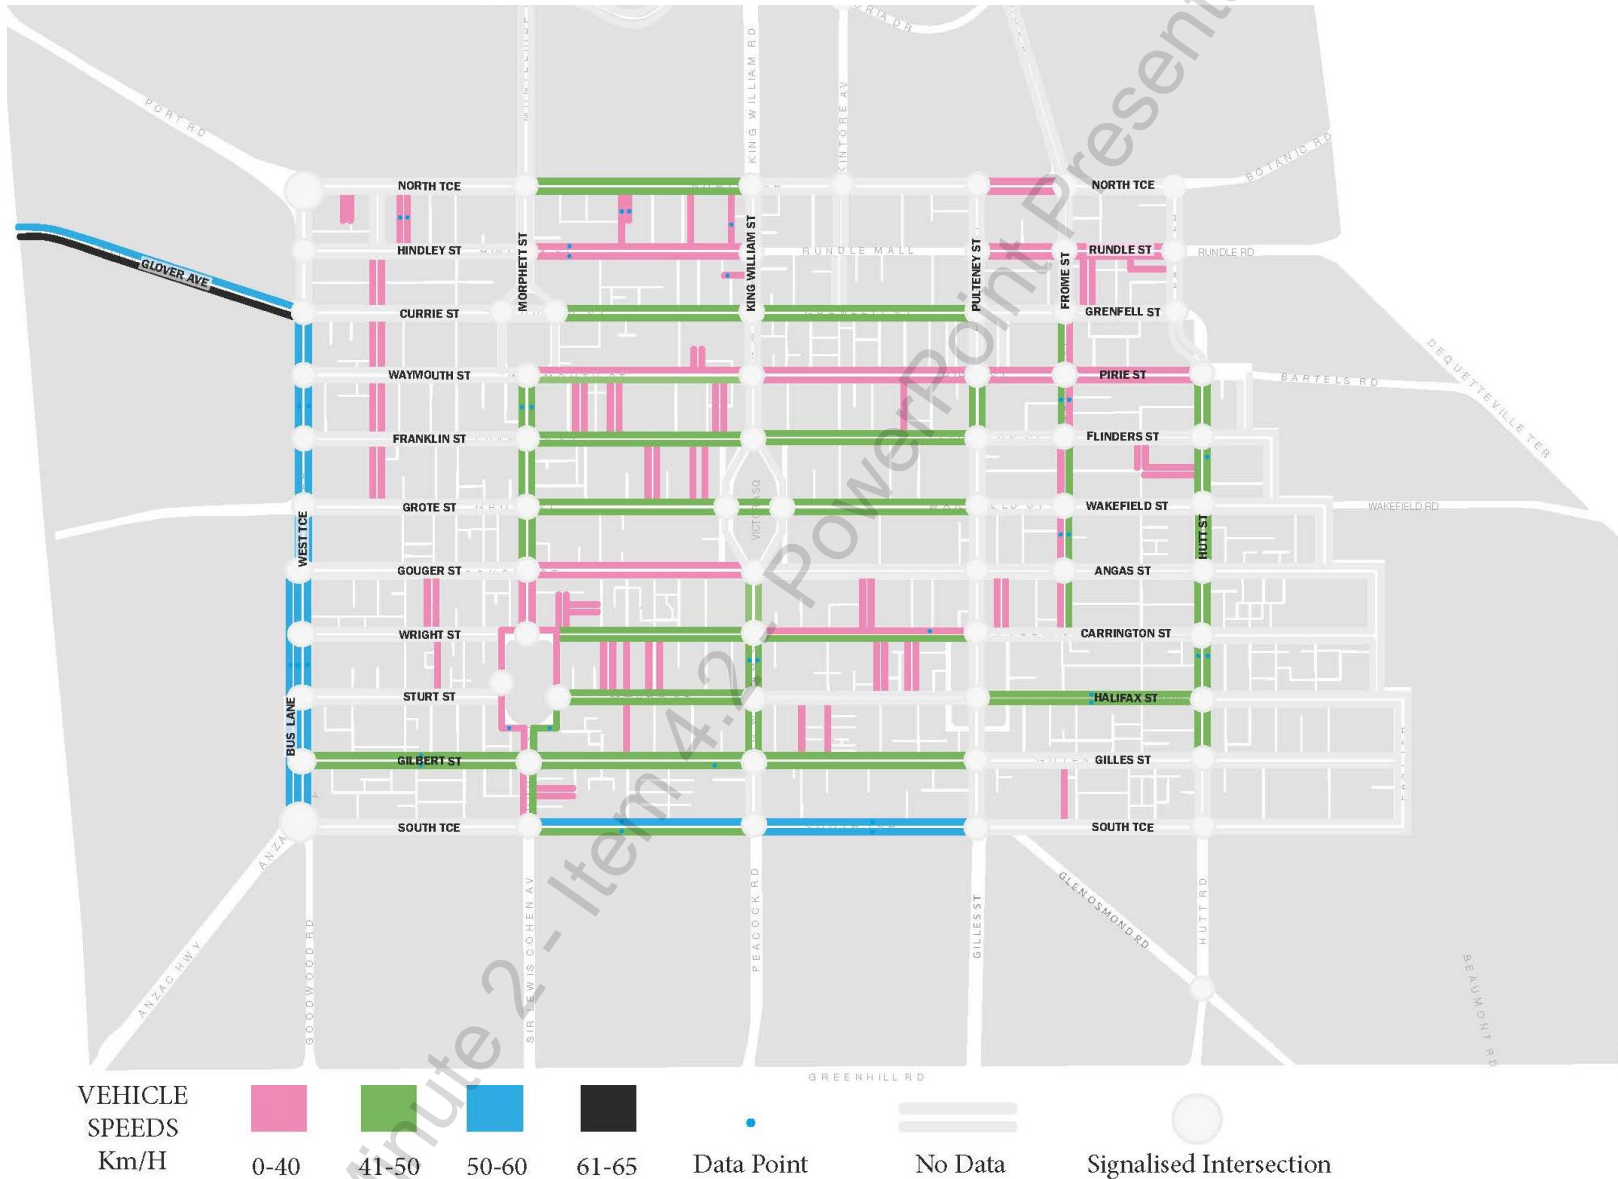 ORIA DR
PORT RD
KING WILLIAM RD
KINTORE AV
BOTANIC RD
NORTH TCE
NORTH TCE
MORPHETT ST
KING WILLIAM ST
PULTENEY ST
FROME ST
HINDLEY ST
RUNDLE MALL
RUNDLE ST
RUNDLE RD
GLOVER AVE
CURRIE ST
GRENFELL ST
GRENFELL ST
WAYMOUTH ST
PIRIE ST
BARTELS RD
DEQUETTEVILLE TER
FRANKLIN ST
FLINDERS ST
WEST TCE
GROTE ST
VICTORIA SQ
WAKEFIELD ST
WAKEFIELD RD
HUTT ST
GOUGER ST
ANGAS ST
WRIGHT ST
CARRINGTON ST
STURT ST
HALIFAX ST
BUS LANE
GILBERT ST
GILLES ST
SOUTH TCE
SOUTH TCE
ANZAC HWY
GOODWOOD RD
SIR LEWIS COHEN AV
PEACOCK RD
GILLES ST
GLEN OSMOND RD
HUTT RD
BEAUMONT RD
GREENHILL RD
Minute 2 - Item 4.2 - PowerPoint Present
VEHICLE
SPEEDS
Km/H
0-40
41-50
50-60
61-65
Data Point
No Data
Signalised Intersection